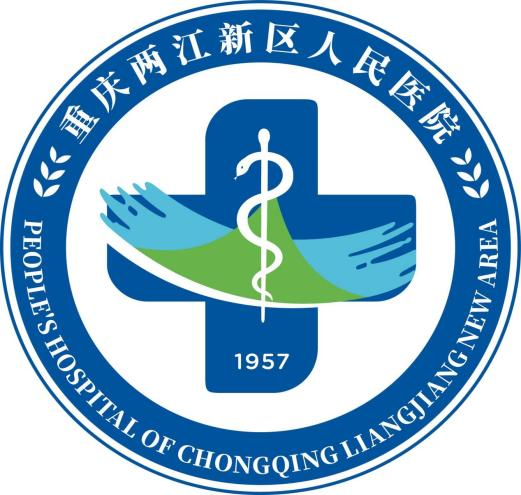 重庆两江新区人民医院
1957
PEOPLE'S HOSPITAL OF CHONGQING LIANGJIANG NEW AREA